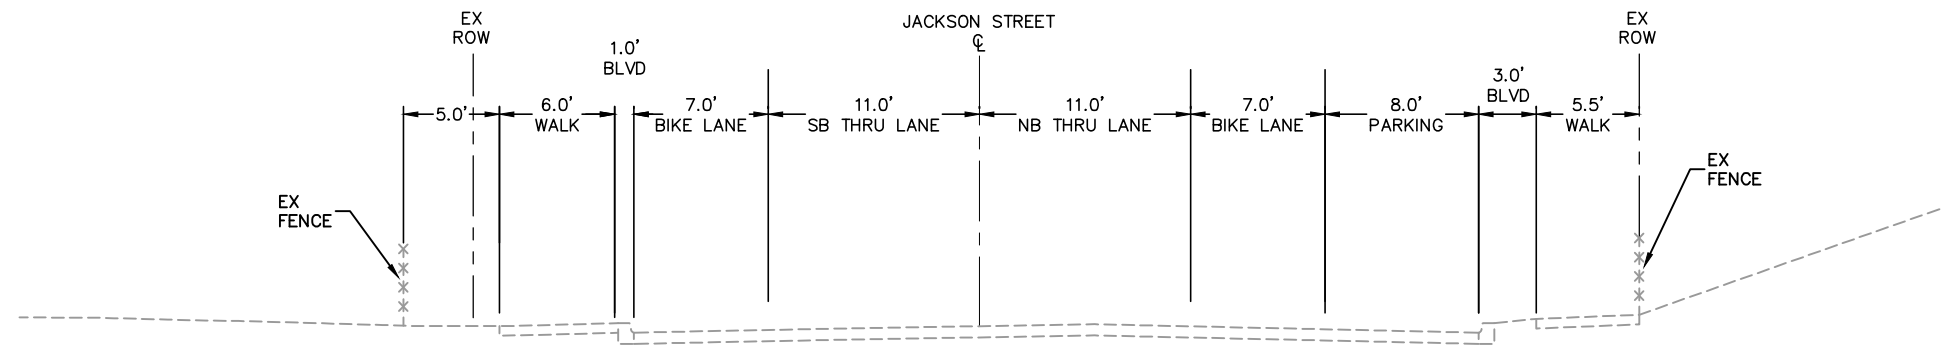 EX
ROW
JACKSON STREET
℄
EX
ROW
1.0'
BLVD
3.0'
BLVD
5.0'
6.0'
WALK
7.0'
BIKE LANE
11.0'
SB THRU LANE
11.0'
NB THRU LANE
7.0'
BIKE LANE
8.0'
PARKING
5.5'
WALK
EX
FENCE
EX
FENCE